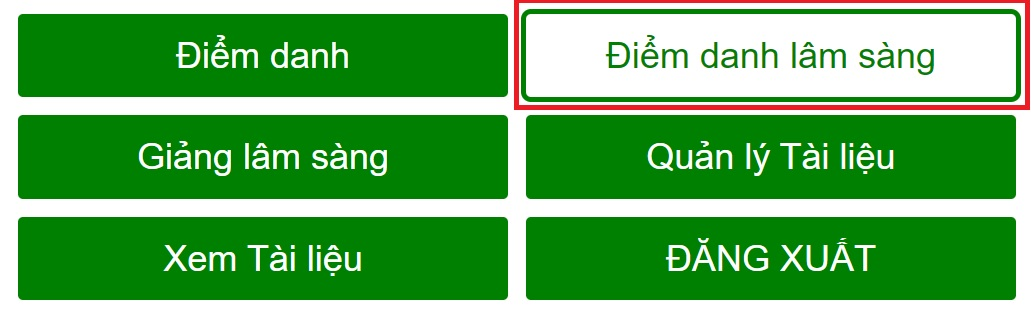 Điểm danh
Điểm danh lâm sàng
Giảng lâm sàng
Quản lý Tài liệu
Xem Tài liệu
ĐĂNG XUẤT